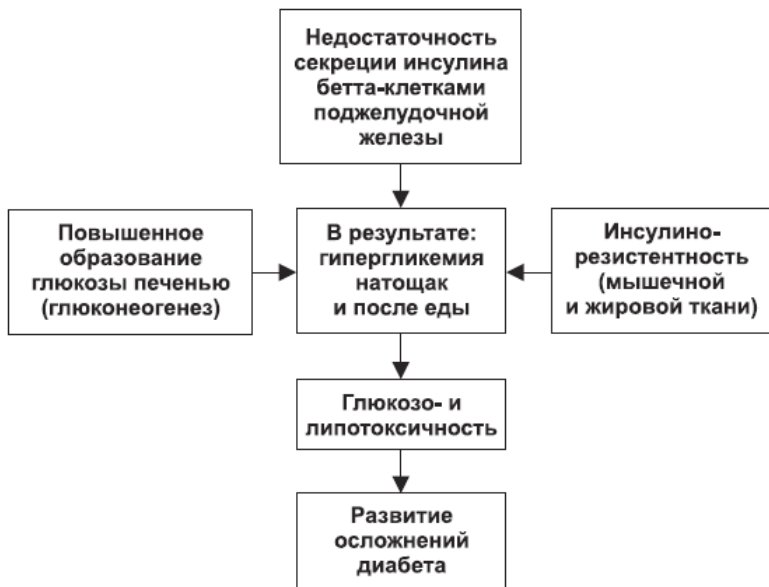 Недостаточность
секреции инсулина
бетта-клетками
поджелудочной
железы
Повышенное
образование
глюкозы печенью
(глюконеогенез)
В результате:
гипергликемия
натощак
и после еды
Инсулино-
резистентность
(мышечной
и жировой ткани)
Глюкозо- и
липотоксичность
Развитие
осложнений
диабета